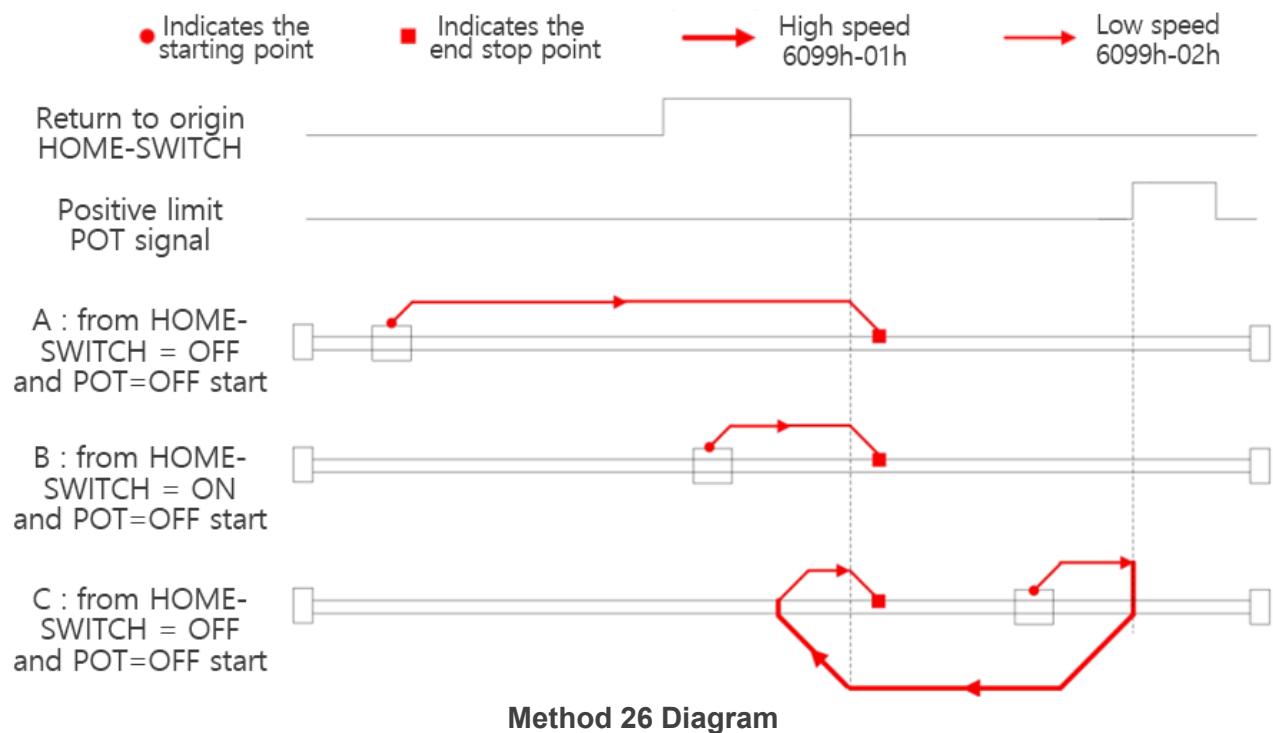 Indicates the
starting point
Indicates the
end stop point
High speed
6099h-01h
Low speed
6099h-02h
Return to origin
HOME-SWITCH
Positive limit
POT signal
A : from HOME-
SWITCH = OFF
and POT=OFF start
B : from HOME-
SWITCH = ON
and POT=OFF start
C : from HOME-
SWITCH = OFF
and POT=OFF start
Method 26 Diagram